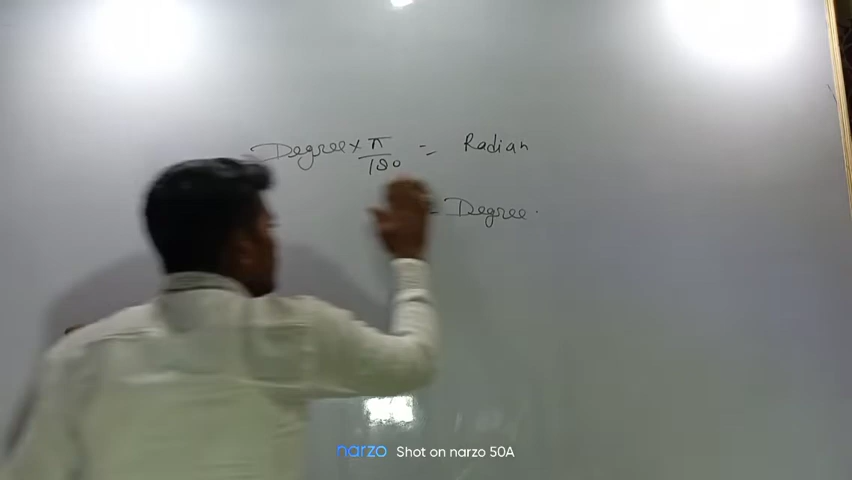 Degree × π/180 = Radian
= Degree.
narzo Shot on narzo 50A